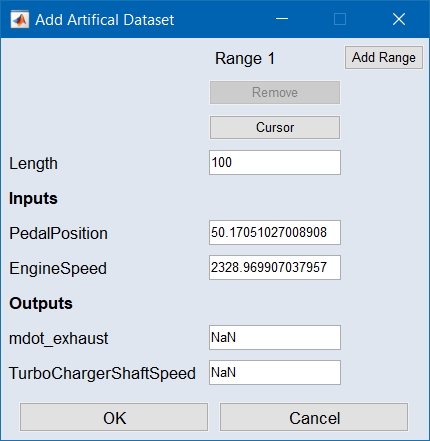 Add Artifical Dataset
Range 1
Add Range
Remove
Cursor
Length 100
Inputs
PedalPosition 50.17051027008908
EngineSpeed 2328.969907037957
Outputs
mdot_exhaust NaN
TurboChargerShaftSpeed NaN
OK Cancel